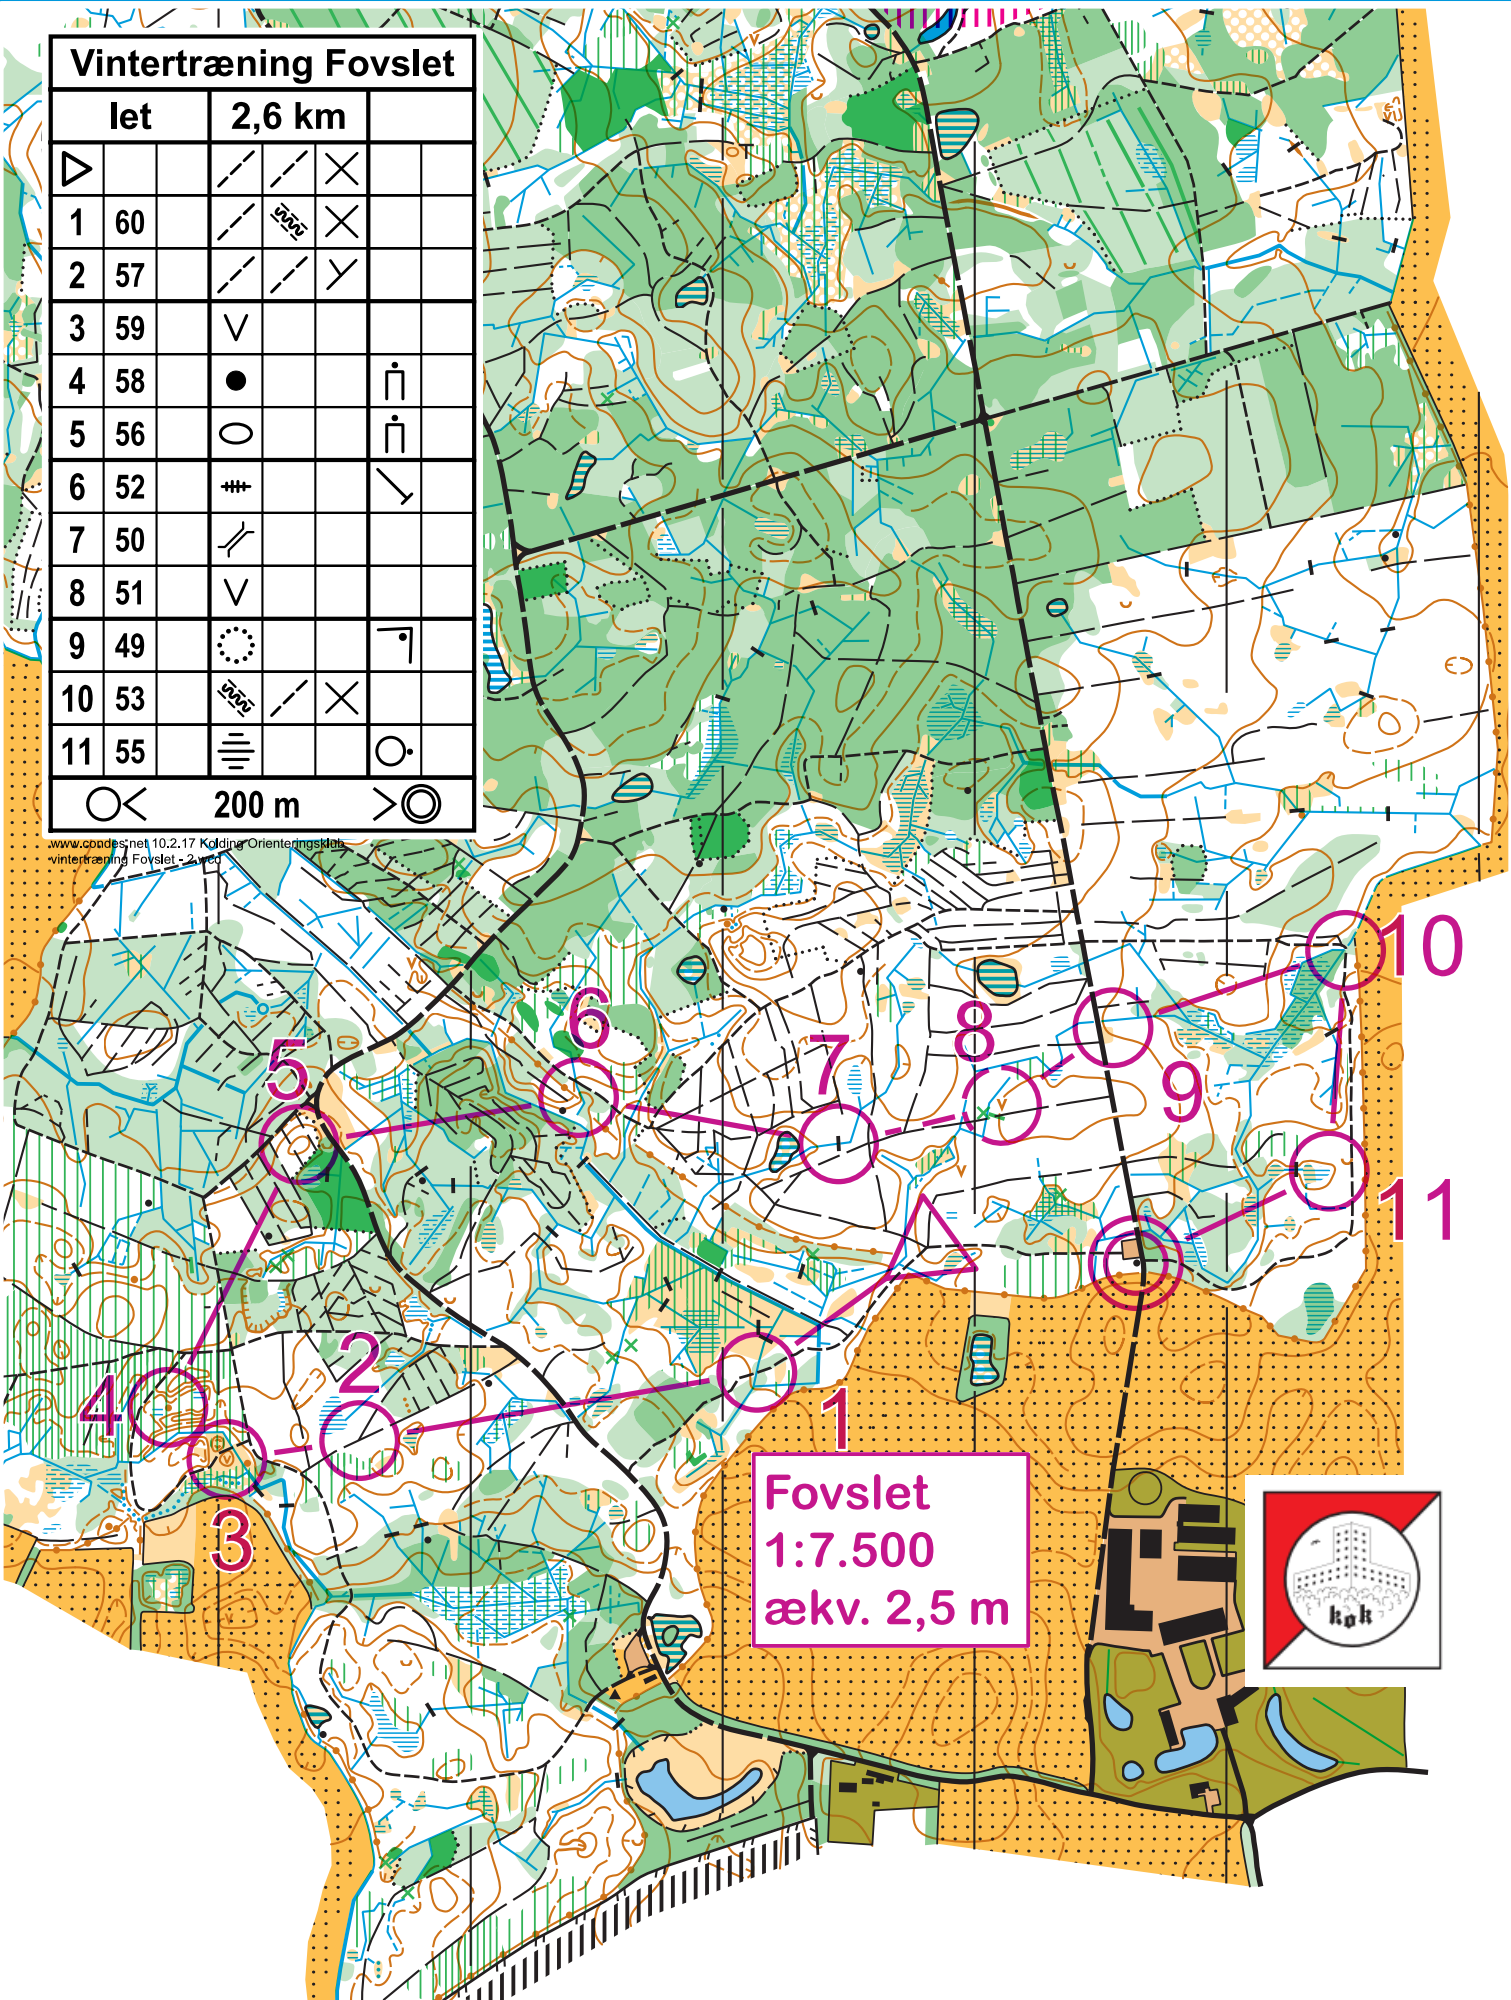 Vintertræning Fovslet
let 2,6 km
1 60
2 57
3 59
4 58
5 56
6 52
7 50
8 51
9 49
10 53
11 55
200 m
www.condes.net 10.2.17 Kolding Orienteringsklub
vintertræning Fovslet - 2.wcd
10
6
8
7
5
9
11
2
4
1
3
Fovslet
1:7.500
ækv. 2,5 m
kok